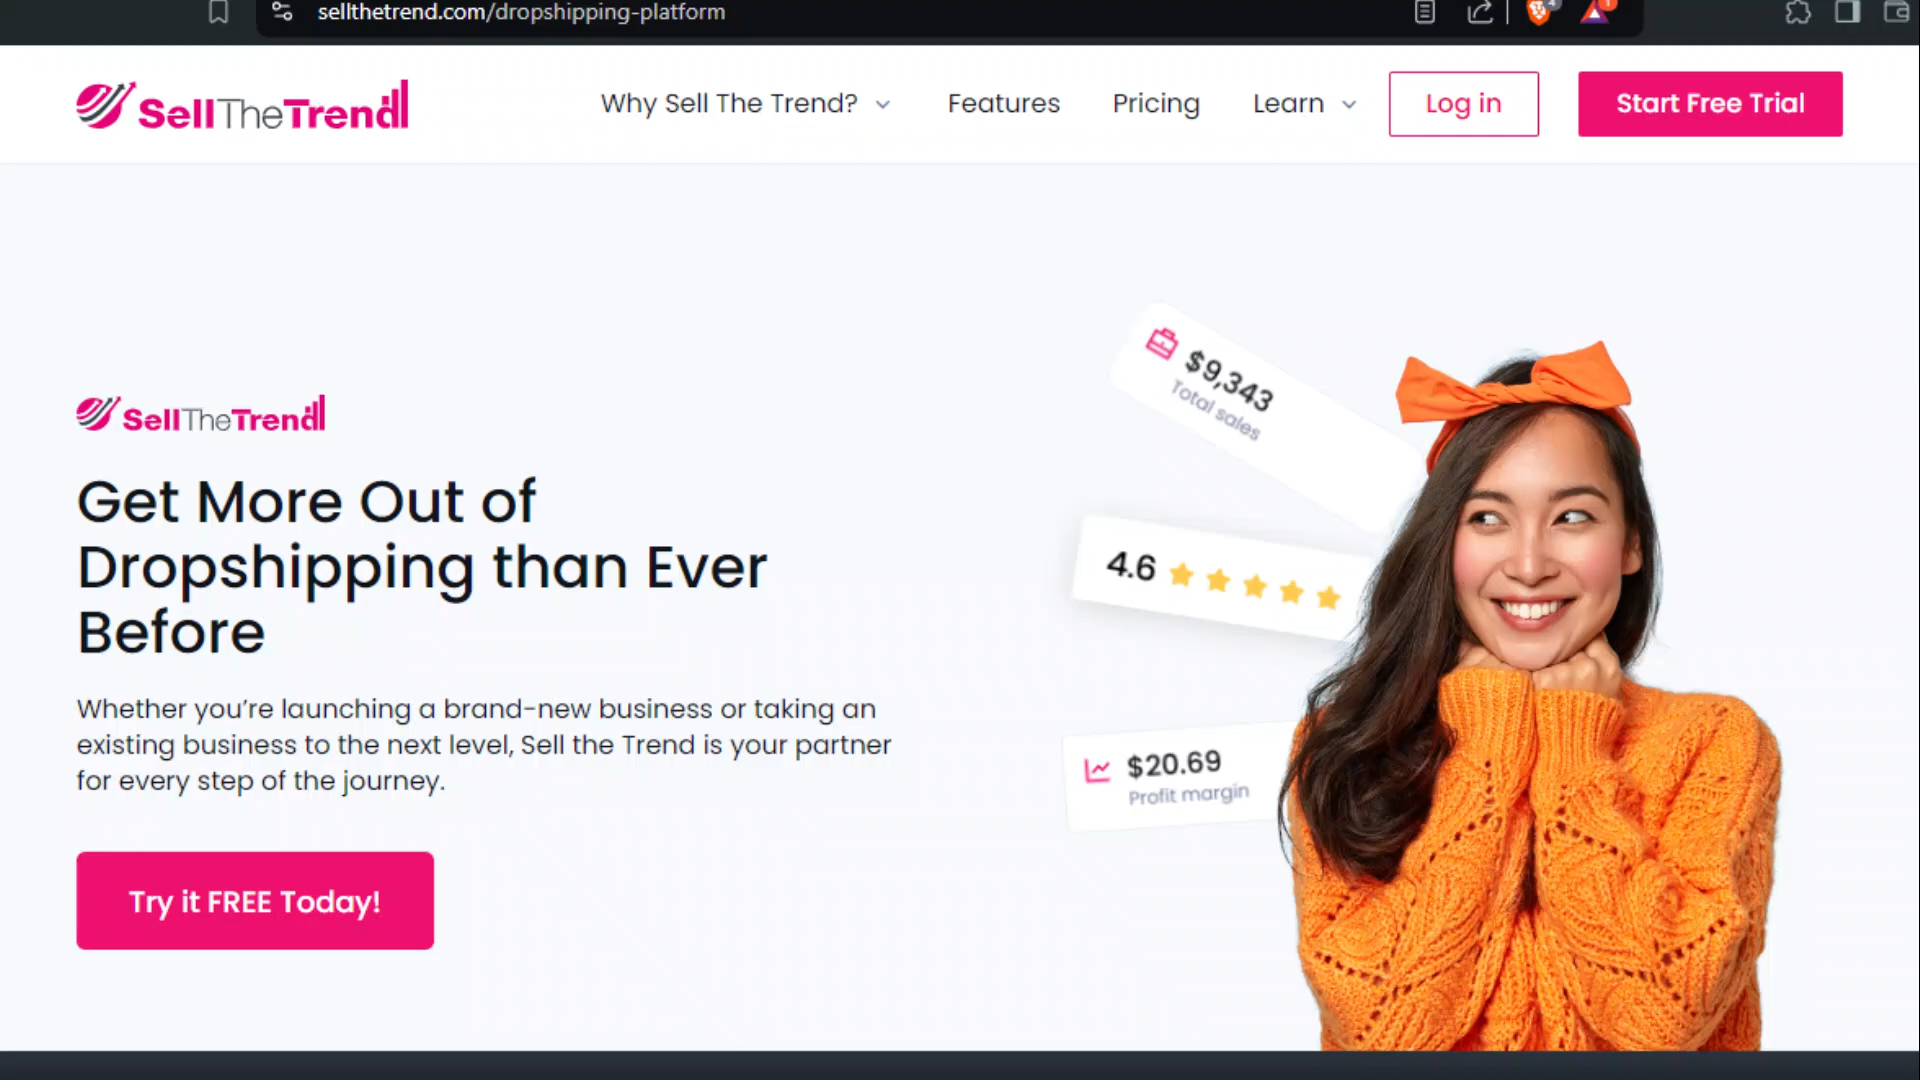 sellthetrend.com/dropshipping-platform
4
1
SellTheTrend
Why Sell The Trend?
Features
Pricing
Learn
Log in
Start Free Trial
SellTheTrend
Get More Out of
Dropshipping than Ever
Before
Whether you’re launching a brand-new business or taking an
existing business to the next level, Sell the Trend is your partner
for every step of the journey.
Try it FREE Today!
$9,343
Total sales
4.6
$20.69
Profit margin